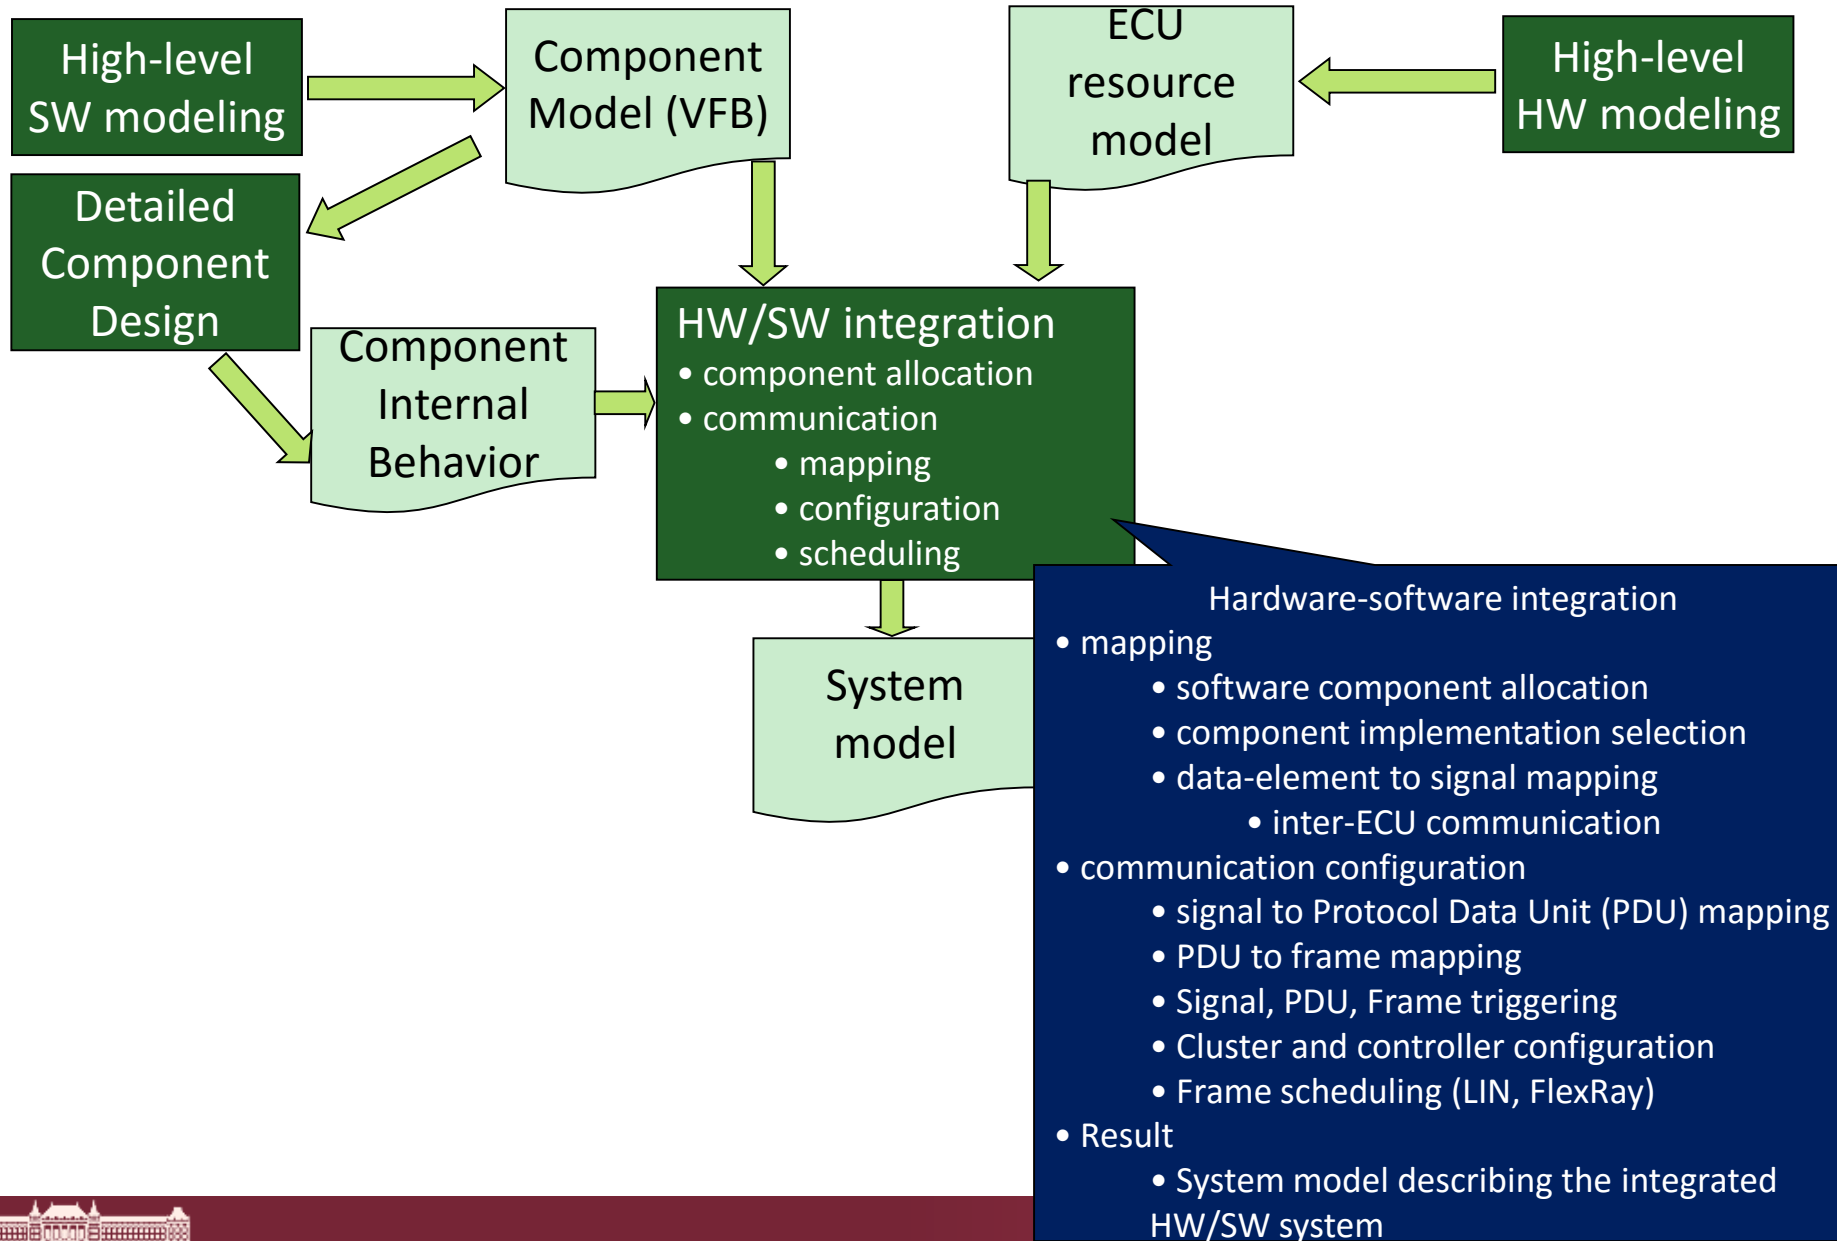 High-level
SW modeling
Component
Model (VFB)
ECU
resource
model
High-level
HW modeling
Detailed
Component
Design
Component
Internal
Behavior
HW/SW integration
• component allocation
• communication
• mapping
• configuration
• scheduling
System
model
Hardware-software integration
• mapping
• software component allocation
• component implementation selection
• data-element to signal mapping
• inter-ECU communication
• communication configuration
• signal to Protocol Data Unit (PDU) mapping
• PDU to frame mapping
• Signal, PDU, Frame triggering
• Cluster and controller configuration
• Frame scheduling (LIN, FlexRay)
• Result
• System model describing the integrated
HW/SW system